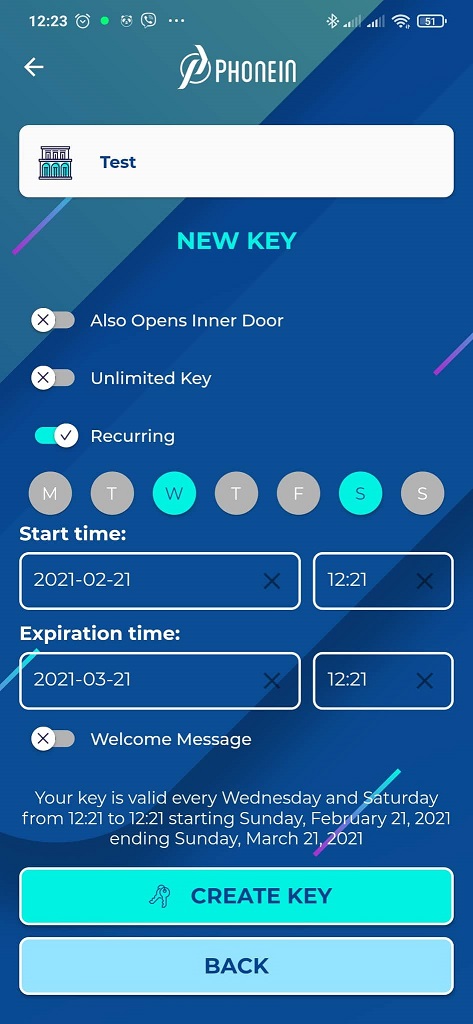 12:23
51
PHONEIN
Test
NEW KEY
Also Opens Inner Door
Unlimited Key
Recurring
M T W T F S S
Start time:
2021-02-21 12:21
Expiration time:
2021-03-21 12:21
Welcome Message
Your key is valid every Wednesday and Saturday
from 12:21 to 12:21 starting Sunday, February 21, 2021
ending Sunday, March 21, 2021
CREATE KEY
BACK